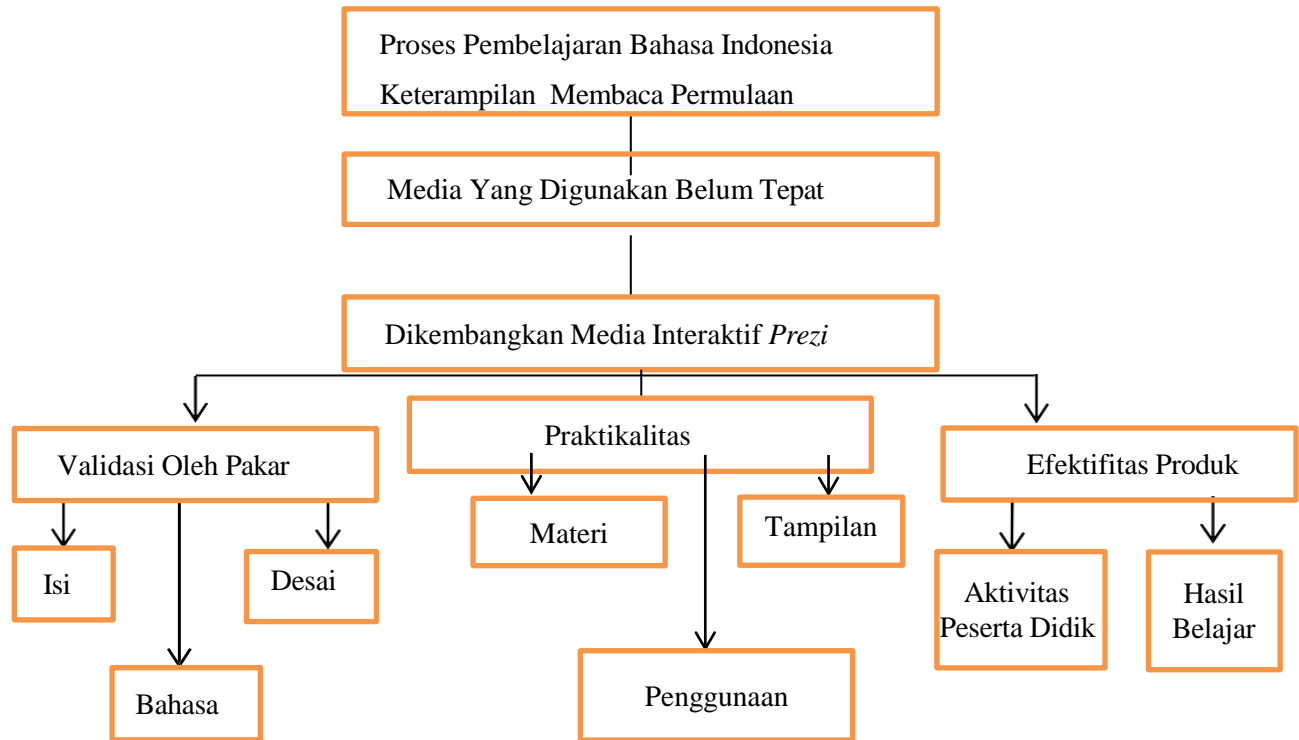 Proses Pembelajaran Bahasa Indonesia
Keterampilan Membaca Permulaan
Media Yang Digunakan Belum Tepat
Dikembangkan Media Interaktif Prezi
Validasi Oleh Pakar
Praktikalitas
Efektifitas Produk
Isi
Bahasa
Desai
Materi
Penggunaan
Tampilan
Aktivitas
Peserta Didik
Hasil
Belajar